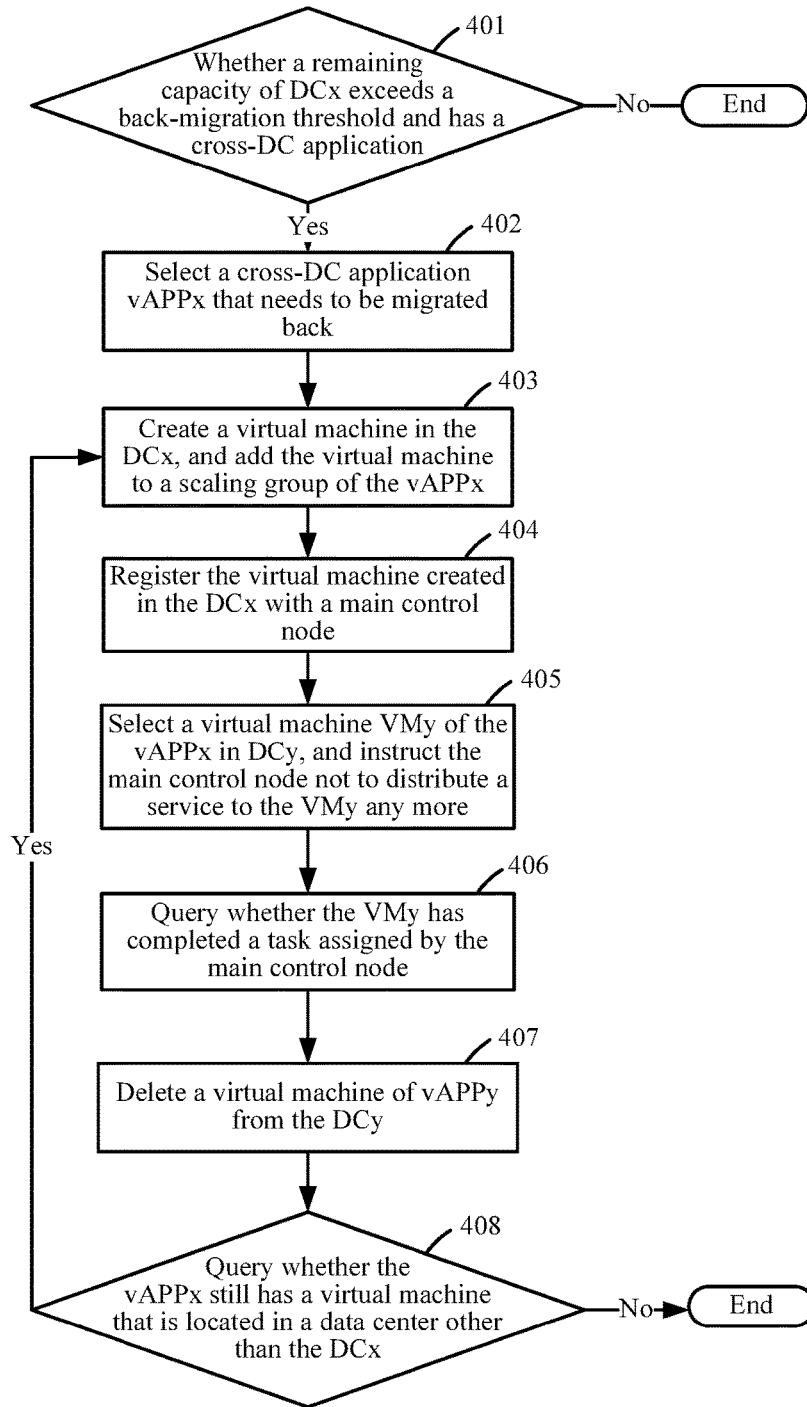 401
Whether a remaining
capacity of DCx exceeds a
back-migration threshold and has a
cross-DC application
No
End
Yes
402
Select a cross-DC application
vAPPx that needs to be migrated
back
403
Create a virtual machine in the
DCx, and add the virtual machine
to a scaling group of the vAPPx
404
Register the virtual machine created
in the DCx with a main control
node
405
Select a virtual machine VMy of the
vAPPx in DCy, and instruct the
main control node not to distribute a
service to the VMy any more
Yes
406
Query whether the VMy has
completed a task assigned by the
main control node
407
Delete a virtual machine of vAPPy
from the DCy
408
Query whether the
vAPPx still has a virtual machine
that is located in a data center other
than the DCx
No
End